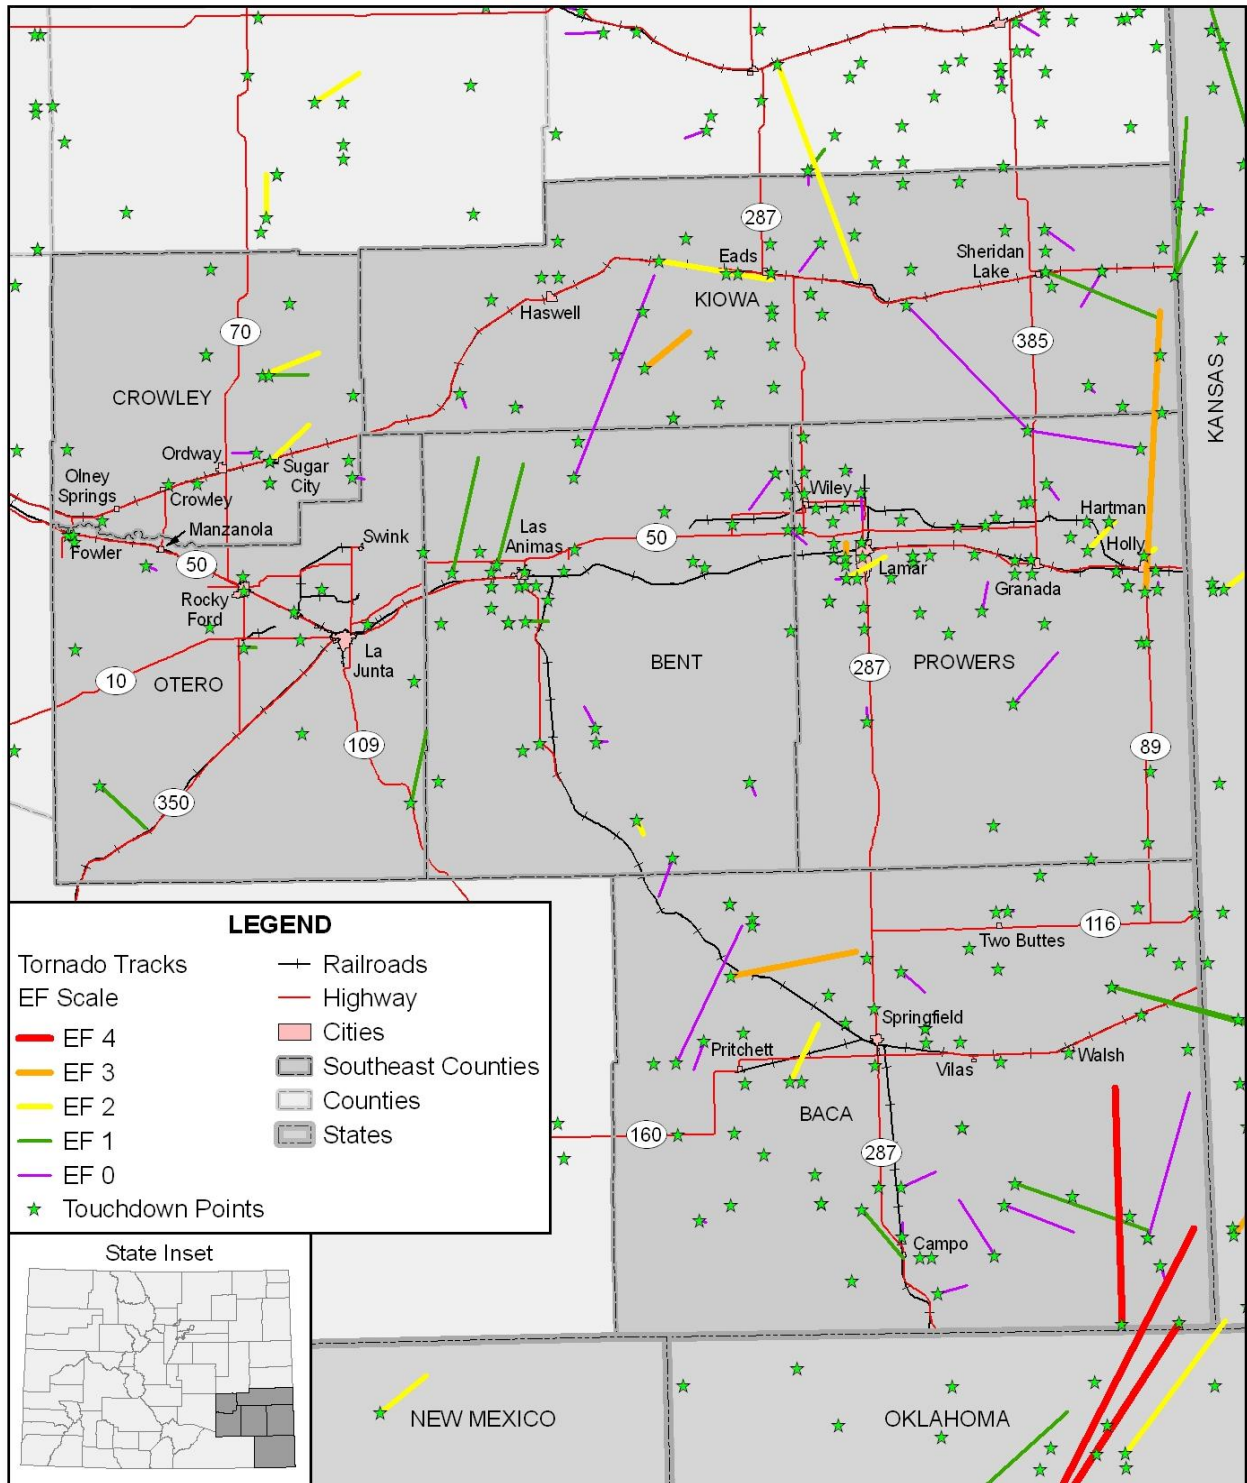 287
Eads
Sheridan
Lake
Haswell
KIOWA
70
385
KANSAS
CROWLEY
Ordway
Olney
Springs
Sugar
City
Crowley
Wiley
Hartman
Manzanola
Swink
Las
Animas
50
Holly
Fowler
50
Lamar
Granada
Rocky
Ford
La
Junta
BENT
287
PROWERS
10
OTERO
109
89
350
LEGEND
Tornado Tracks
EF Scale
EF 4
EF 3
EF 2
EF 1
EF 0
Touchdown Points
Railroads
Highway
Cities
Southeast Counties
Counties
States
116
Two Buttes
Springfield
Pritchett
Vilas
Walsh
BACA
160
287
Campo
State Inset
NEW MEXICO
OKLAHOMA